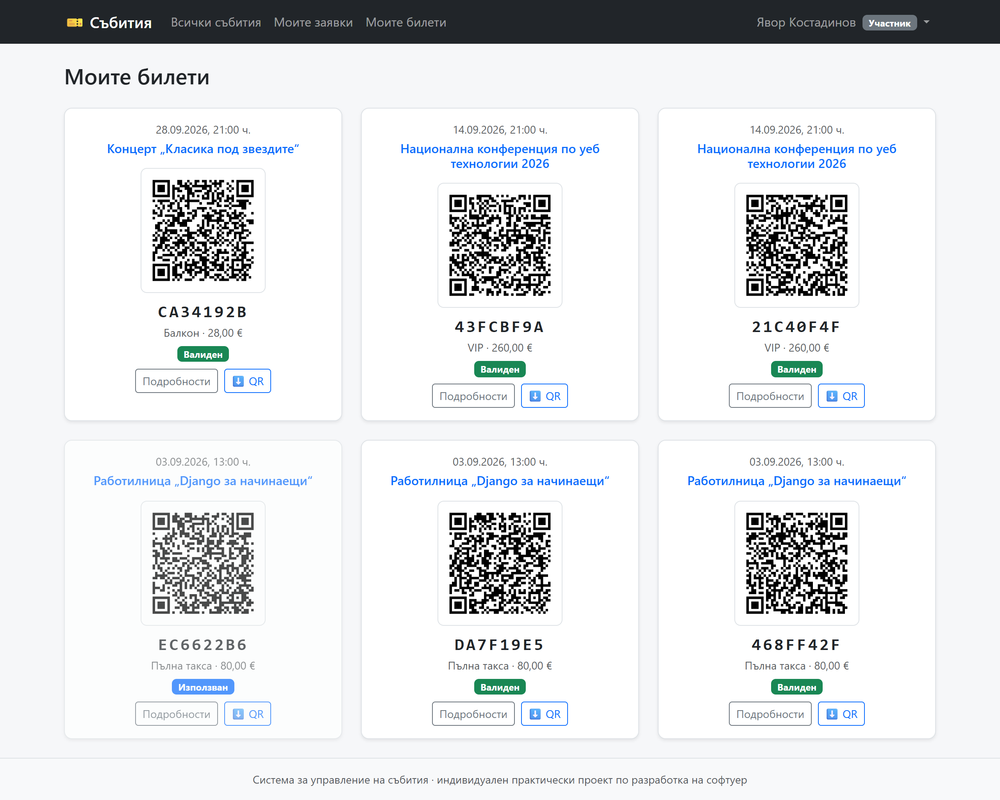 Събития Всички събития Моите заявки Моите билети Явор Костадинов Участник
Моите билети
28.09.2026, 21:00 ч.
Концерт „Класика под звездите“
CA34192B
Балкон · 28,00 €
Валиден
Подробности QR
14.09.2026, 21:00 ч.
Национална конференция по уеб
технологии 2026
43FCBF9A
VIP · 260,00 €
Валиден
Подробности QR
14.09.2026, 21:00 ч.
Национална конференция по уеб
технологии 2026
21C40F4F
VIP · 260,00 €
Валиден
Подробности QR
03.09.2026, 13:00 ч.
Работилница „Django за начинаещи“
EC6622B6
Пълна такса · 80,00 €
Използван
Подробности QR
03.09.2026, 13:00 ч.
Работилница „Django за начинаещи“
DA7F19E5
Пълна такса · 80,00 €
Валиден
Подробности QR
03.09.2026, 13:00 ч.
Работилница „Django за начинаещи“
468FF42F
Пълна такса · 80,00 €
Валиден
Подробности QR
Система за управление на събития · индивидуален практически проект по разработка на софтуер